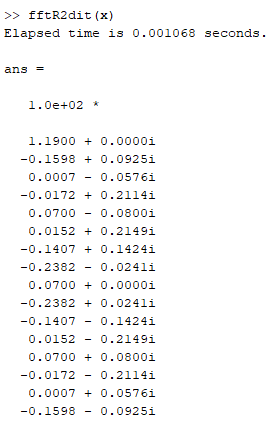 >> fftR2dit(x)
Elapsed time is 0.001068 seconds.
ans =
1.0e+02 *
1.1900 + 0.0000i
-0.1598 + 0.0925i
0.0007 - 0.0576i
-0.0172 + 0.2114i
0.0700 - 0.0800i
0.0152 + 0.2149i
-0.1407 + 0.1424i
-0.2382 - 0.0241i
0.0700 + 0.0000i
-0.2382 + 0.0241i
-0.1407 - 0.1424i
0.0152 - 0.2149i
0.0700 + 0.0800i
-0.0172 - 0.2114i
0.0007 + 0.0576i
-0.1598 - 0.0925i